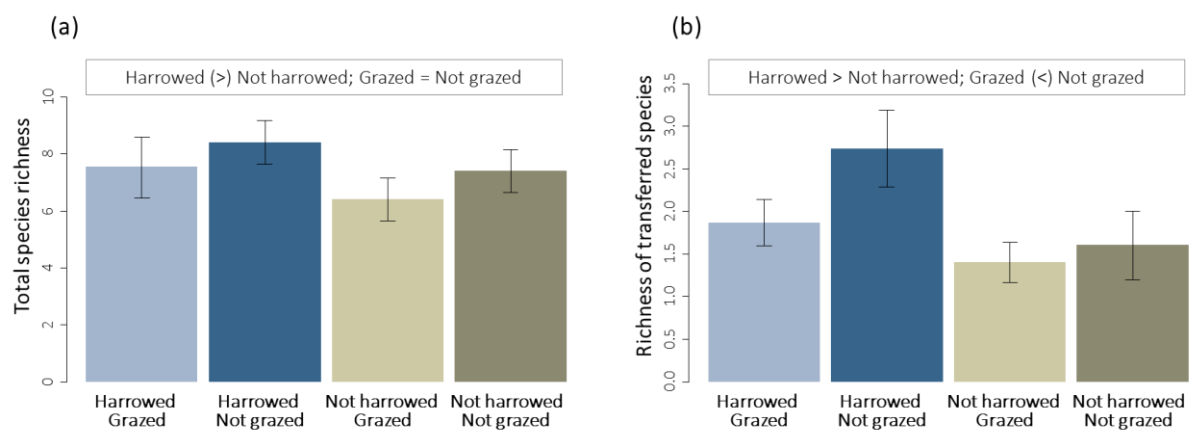 (a)
Harrowed (>) Not harrowed; Grazed = Not grazed
Total species richness
10
8
6
4
2
0
Harrowed
Grazed
Harrowed
Not grazed
Not harrowed
Grazed
Not harrowed
Not grazed
(b)
Harrowed > Not harrowed; Grazed (<) Not grazed
Richness of transferred species
3.5
3.0
2.5
2.0
1.5
1.0
0.5
0.0
Harrowed
Grazed
Harrowed
Not grazed
Not harrowed
Grazed
Not harrowed
Not grazed